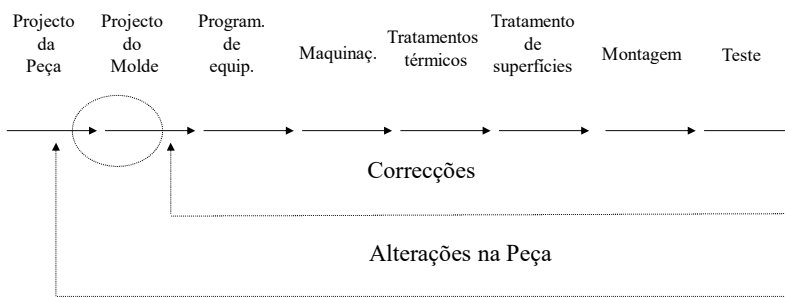 Projecto
da
Peça
Projecto
do
Molde
Program.
de
equip.
Maquinaç.
Tratamentos
térmicos
Tratamento
de
superfícies
Montagem
Teste
Correcções
Alterações na Peça